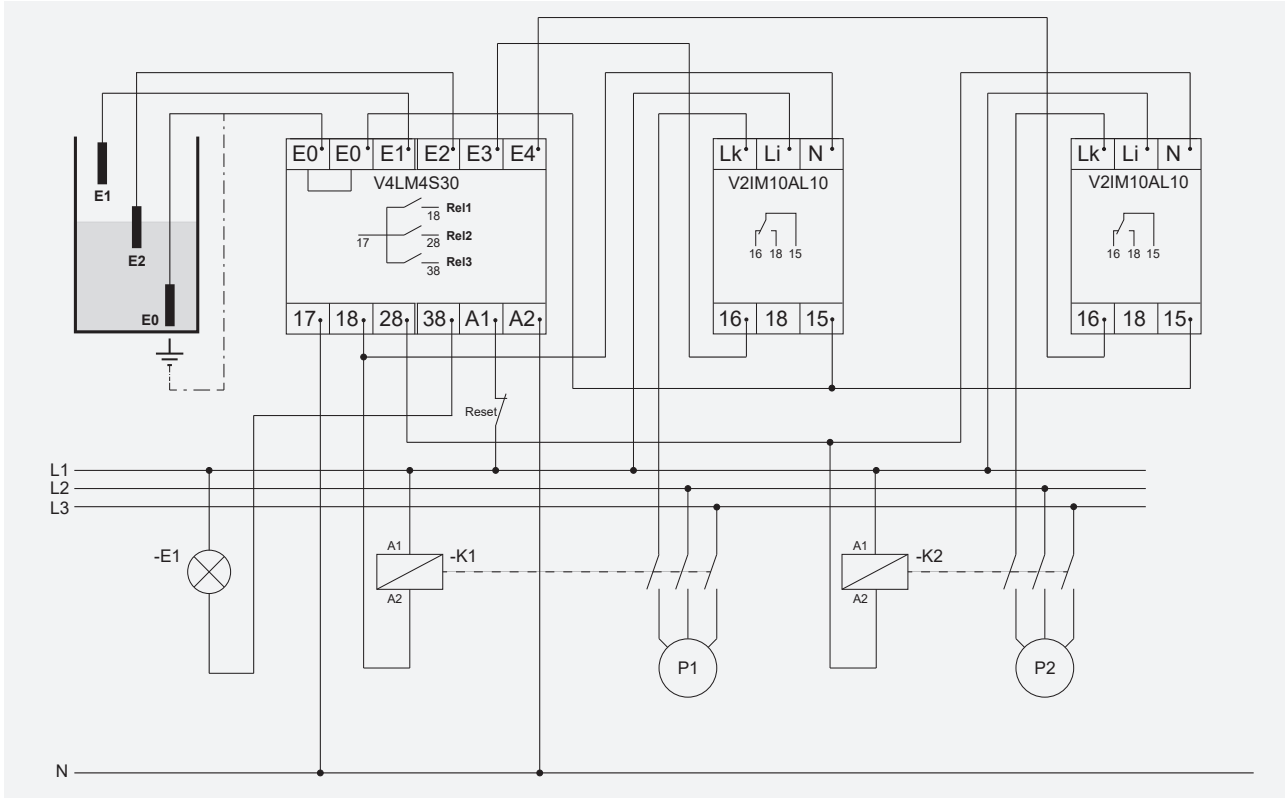 E0 E0 E1 E2 E3 E4
Lk Li N
Lk Li N
V4LM4S30
V2IM10AL10
V2IM10AL10
E1
E2
E0
17
18 Rel1
28 Rel2
38 Rel3
16 18 15
16 18 15
17 18 28 38 A1 A2
16 18 15
16 18 15
Reset
L1
L2
L3
-E1
A1
-K1
A2
A1
-K2
A2
P1
P2
N